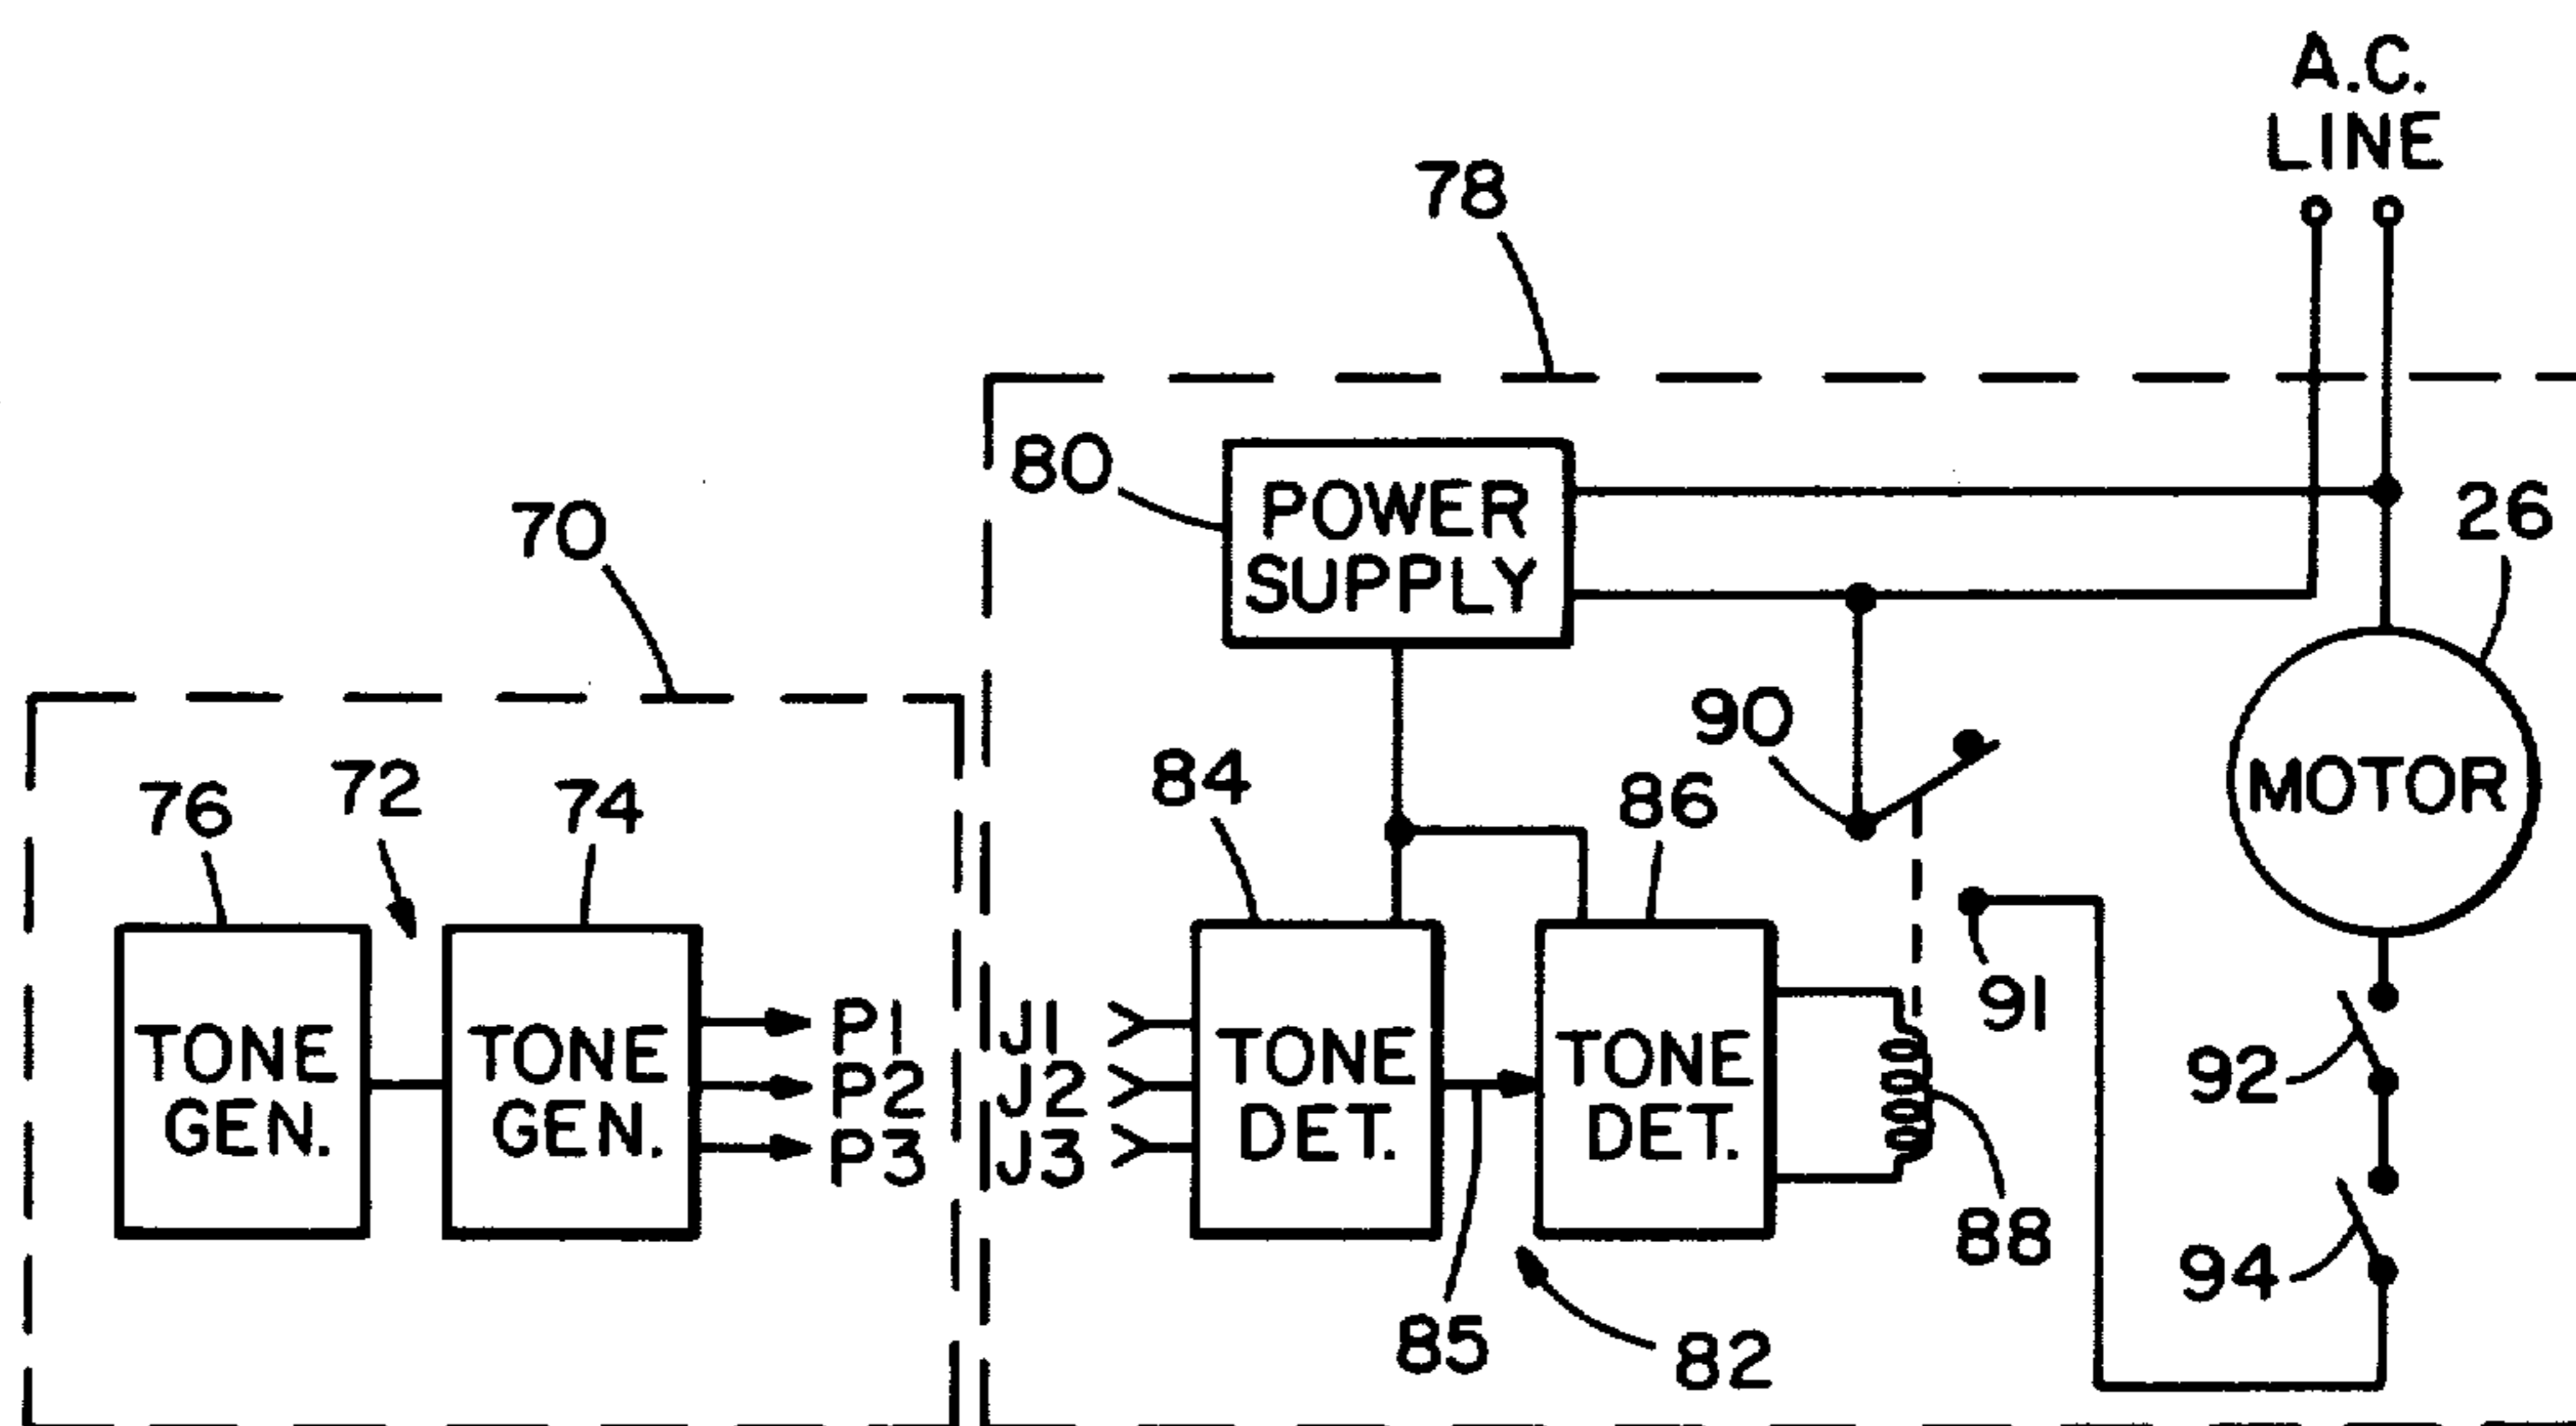 A.C.
LINE
78
80
POWER
SUPPLY
26
70
90
MOTOR
76
72
74
84
86
91
TONE
GEN.
TONE
GEN.
P1
P2
P3
J1
J2
J3
TONE
DET.
TONE
DET.
92
88
94
85
82